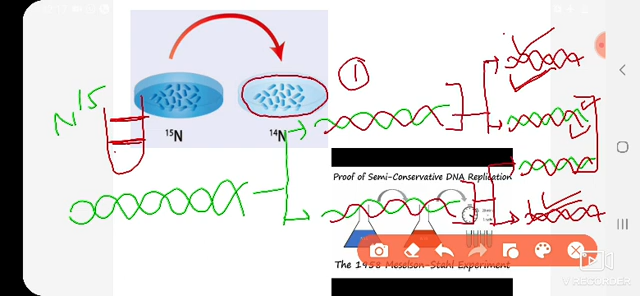 N15
1
15N
14N
Proof of Semi-Conservative DNA Replication
The 1958 Meselson-Stahl Experiment
RECORDER